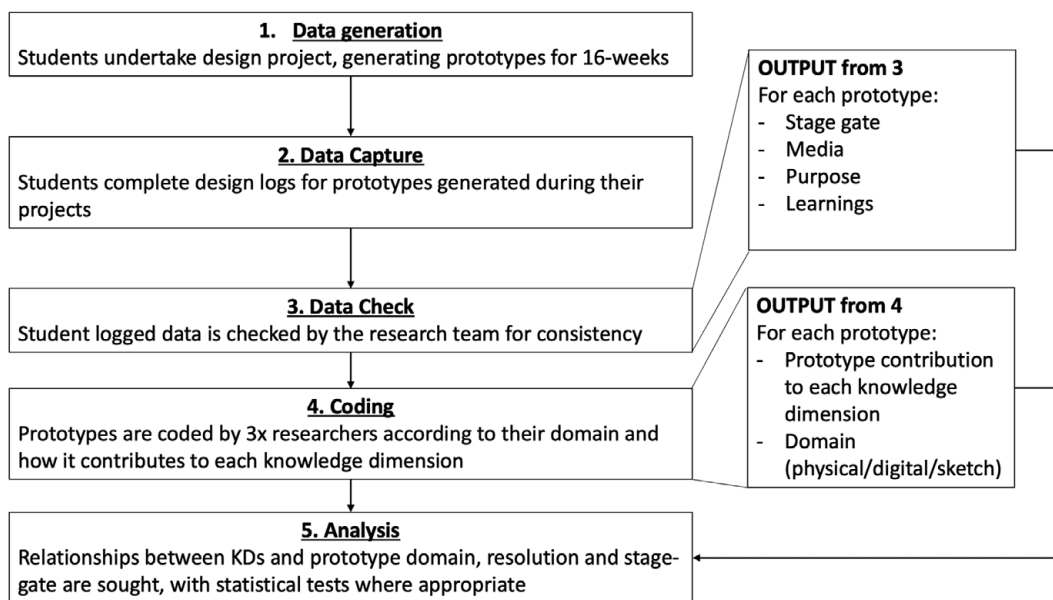 1. Data generation
Students undertake design project, generating prototypes for 16-weeks
2. Data Capture
Students complete design logs for prototypes generated during their
projects
3. Data Check
Student logged data is checked by the research team for consistency
4. Coding
Prototypes are coded by 3x researchers according to their domain and
how it contributes to each knowledge dimension
5. Analysis
Relationships between KDs and prototype domain, resolution and stage-
gate are sought, with statistical tests where appropriate
OUTPUT from 3
For each prototype:
- Stage gate
- Media
- Purpose
- Learnings
OUTPUT from 4
For each prototype:
- Prototype contribution
to each knowledge
dimension
- Domain
(physical/digital/sketch)